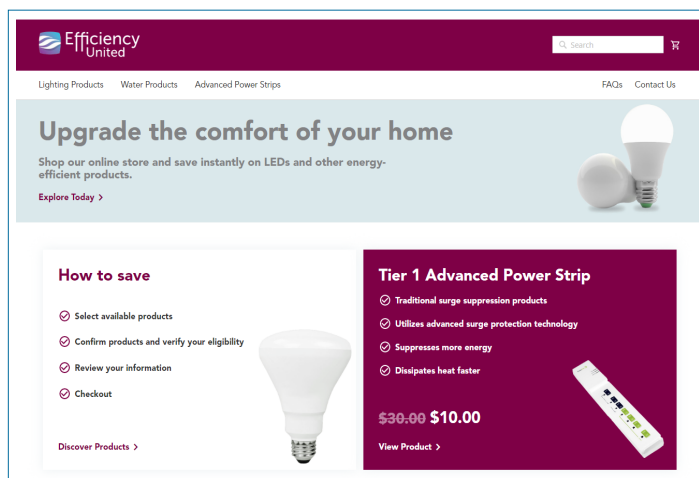 Efficiency
United
Search
Lighting Products Water Products Advanced Power Strips FAQs Contact Us
Upgrade the comfort of your home
Shop our online store and save instantly on LEDs and other energy-
efficient products.
Explore Today >
How to save
Select available products
Confirm products and verify your eligibility
Review your information
Checkout
Discover Products >
Tier 1 Advanced Power Strip
Traditional surge suppression products
Utilizes advanced surge protection technology
Suppresses more energy
Dissipates heat faster
$30.00 $10.00
View Product >